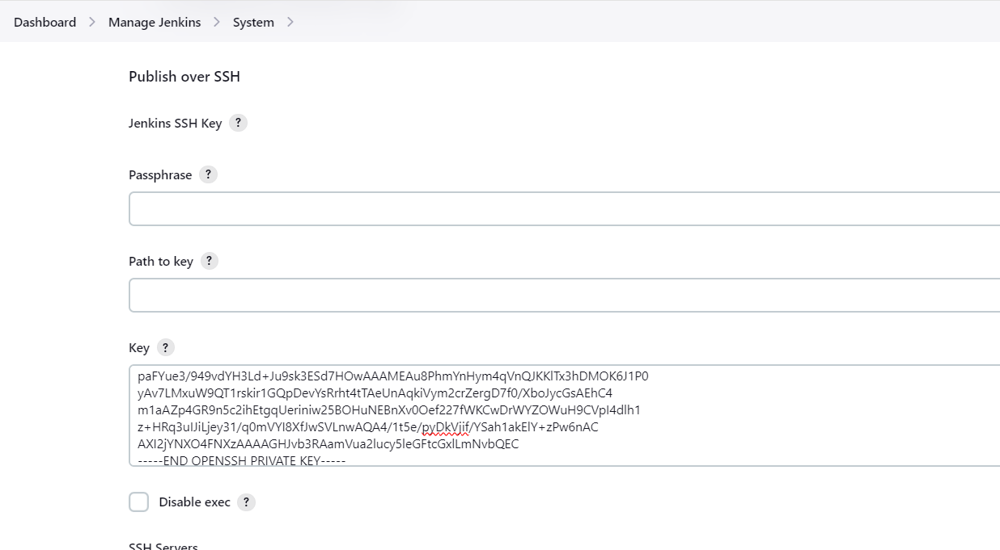 Dashboard > Manage Jenkins > System >
Publish over SSH
Jenkins SSH Key ?
Passphrase ?
Path to key ?
Key ?
paFYue3/949vdYH3Ld+Ju9sk3ESd7HOwAAAMEAu8PhmYnHym4qVnQJKKlTx3hDMOK6J1P0
yAv7LMxuW9QT1rskir1GQpDevYsRrht4tTAeUnAqkiVym2crZergD7f0/XboJycGsAEhC4
m1aAZp4GR9n5c2ihEtgqUeriniw25BOHuNEBnXv0Oef227fWKCwDrWYZOWuH9CVpI4dlh1
z+HRq3uIJiLjey31/q0mVYI8XfJwSVLnwAQA4/1t5e/pyDkVjif/YSah1akElY+zPw6nAC
AXI2jYNXO4FNXzAAAAGHJvb3RAamVua2lucy5leGFtcGxlLmNvbQEC
-----END OPENSSH PRIVATE KEY-----
Disable exec ?
SSH Servers